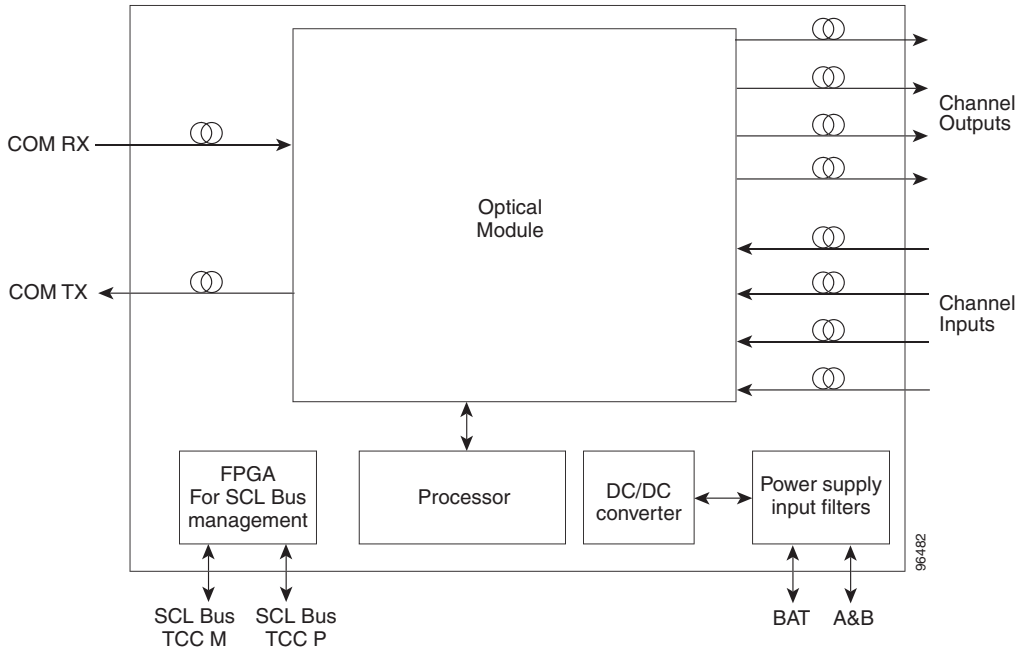 COM RX
COM TX
Optical
Module
Channel
Outputs
Channel
Inputs
FPGA
For SCL Bus
management
Processor
DC/DC
converter
Power supply
input filters
96482
SCL Bus
TCC M
SCL Bus
TCC P
BAT
A&B